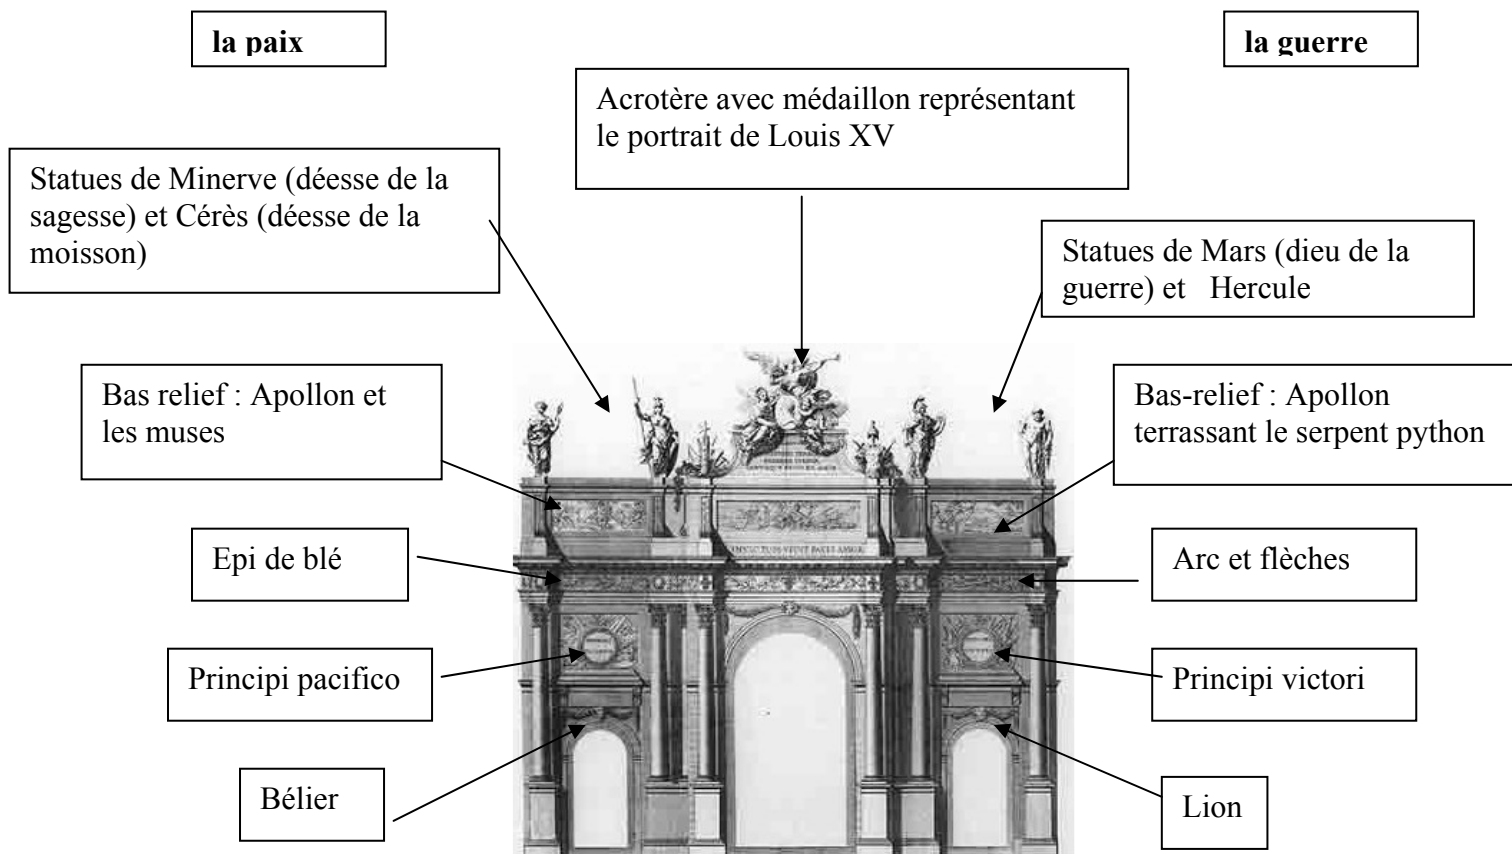 la paix
la guerre
Acrotère avec médaillon représentant
le portrait de Louis XV
Statues de Minerve (déesse de la
sagesse) et Cérès (déesse de la
moisson)
Statues de Mars (dieu de la
guerre) et   Hercule
Bas relief : Apollon et
les muses
Bas-relief : Apollon
terrassant le serpent python
Epi de blé
Arc et flèches
Principi pacifico
Principi victori
Bélier
Lion